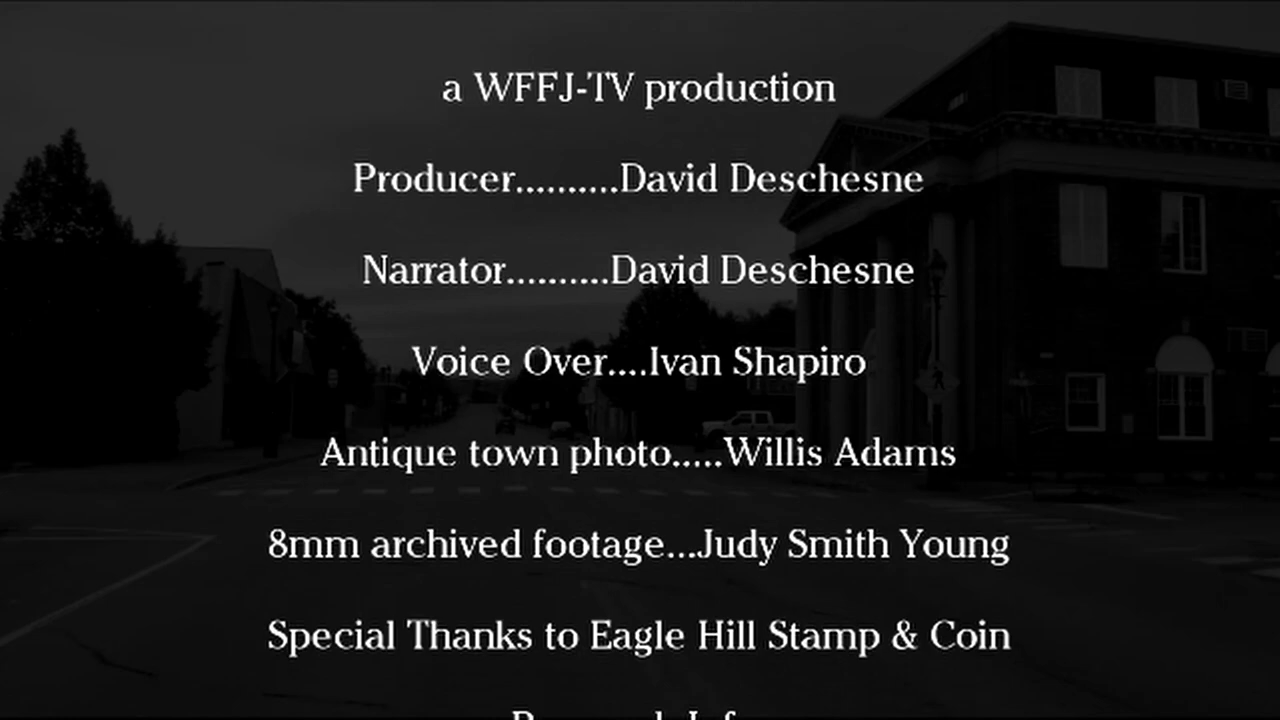 a WFFJ-TV production
Producer..........David Deschesne
Narrator..........David Deschesne
Voice Over....Ivan Shapiro
Antique town photo.....Willis Adams
8mm archived footage...Judy Smith Young
Special Thanks to Eagle Hill Stamp & Coin